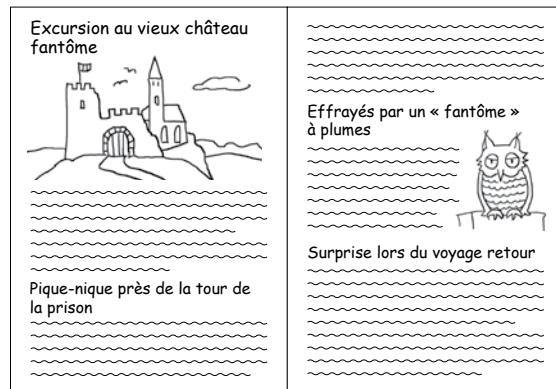 Excursion au vieux château
fantôme
Pique-nique près de la tour de
la prison
Effrayés par un « fantôme »
à plumes
Surprise lors du voyage retour